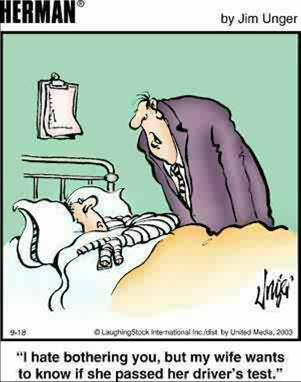 HERMAN®
by Jim Unger
Unger
9-18
© LaughingStock International Inc./dist. by United Media, 2003
“I hate bothering you, but my wife wants
to know if she passed her driver’s test.”